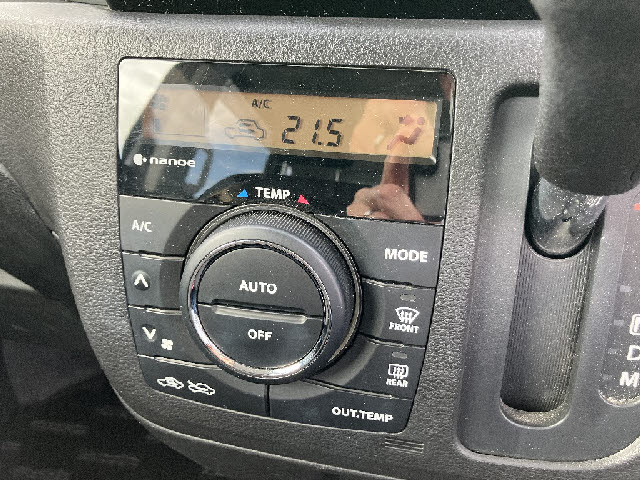 A/C
21.5
nanoe
TEMP
A/C
MODE
AUTO
OFF
FRONT
REAR
OUT.TEMP
D
M